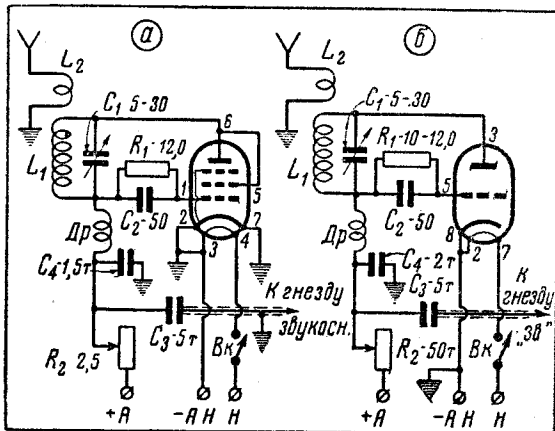 а
L₂
C₁ 5-30
L₁
R₁-12,0
C₂-50
6
5
1
2
3
4
7
Др
C₄-1,5т
К гнезду
звукосн.
C₃-5т
R₂ 2,5
Вк
+А
-А Н
Н
б
L₂
C₁-5-30
L₁
R₁-10-12,0
C₂-50
3
5
8
2
7
Др
C₄-2т
C₃-5т
К
гнезду
„Зв"
R₂-50т
Вк
+А
-А Н
Н